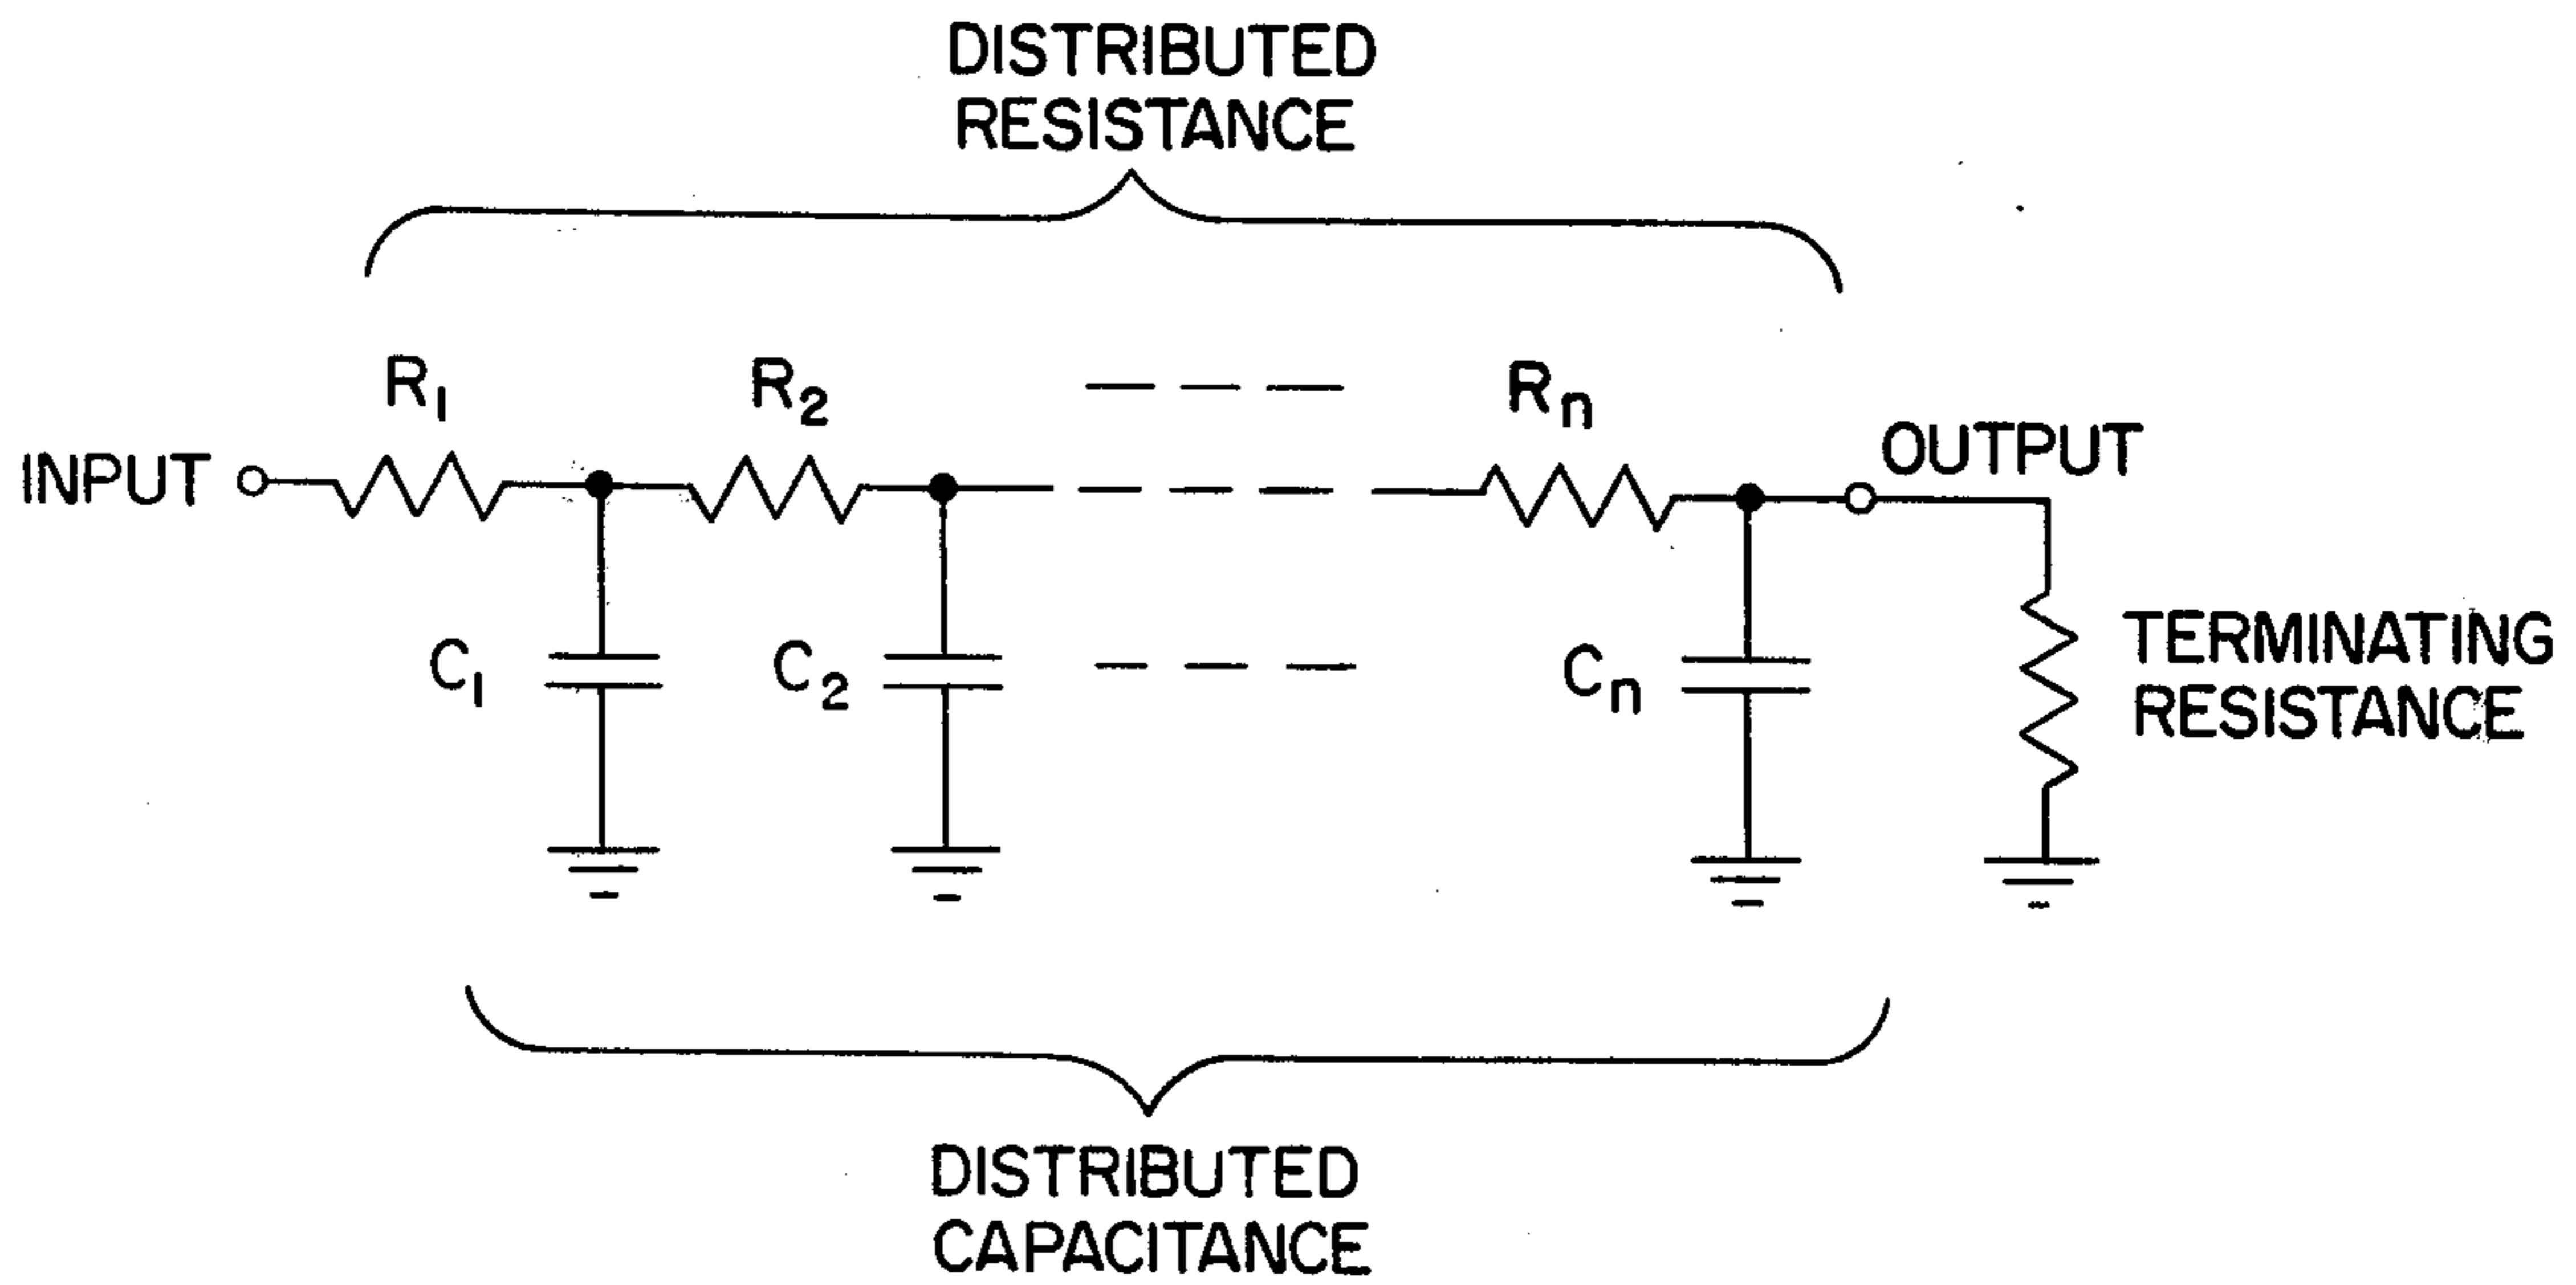 DISTRIBUTED
RESISTANCE
R1
R2
Rn
INPUT
OUTPUT
C1
C2
Cn
TERMINATING
RESISTANCE
DISTRIBUTED
CAPACITANCE